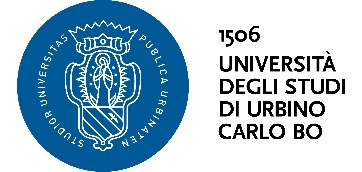 STUDIOR UNIVERSITAS PUBLICA URBINATEN
1506
UNIVERSITÀ
DEGLI STUDI
DI URBINO
CARLO BO